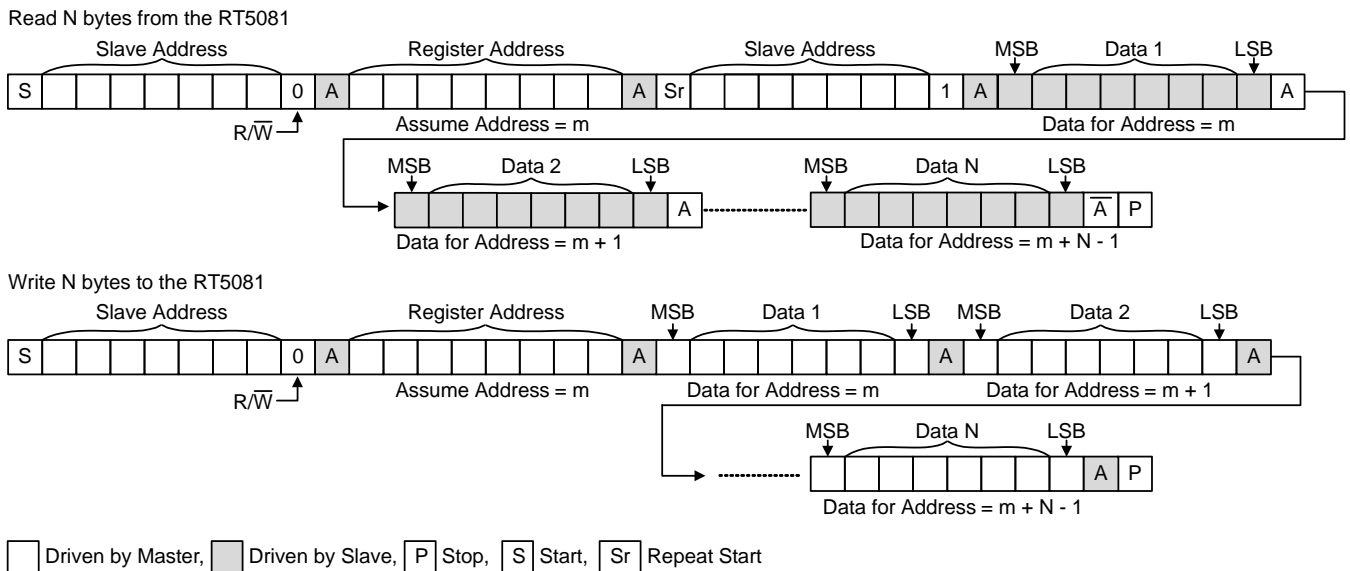 Read N bytes from the RT5081
Slave Address Register Address Slave Address MSB Data 1 LSB
S 0 A A Sr 1 A A
R/W̅ Assume Address = m Data for Address = m
MSB Data 2 LSB MSB Data N LSB
A A̅ P
Data for Address = m + 1 Data for Address = m + N - 1
Write N bytes to the RT5081
Slave Address Register Address MSB Data 1 LSB MSB Data 2 LSB
S 0 A A A A
R/W̅ Assume Address = m Data for Address = m Data for Address = m + 1
MSB Data N LSB
A P
Data for Address = m + N - 1
Driven by Master, Driven by Slave, P Stop, S Start, Sr Repeat Start